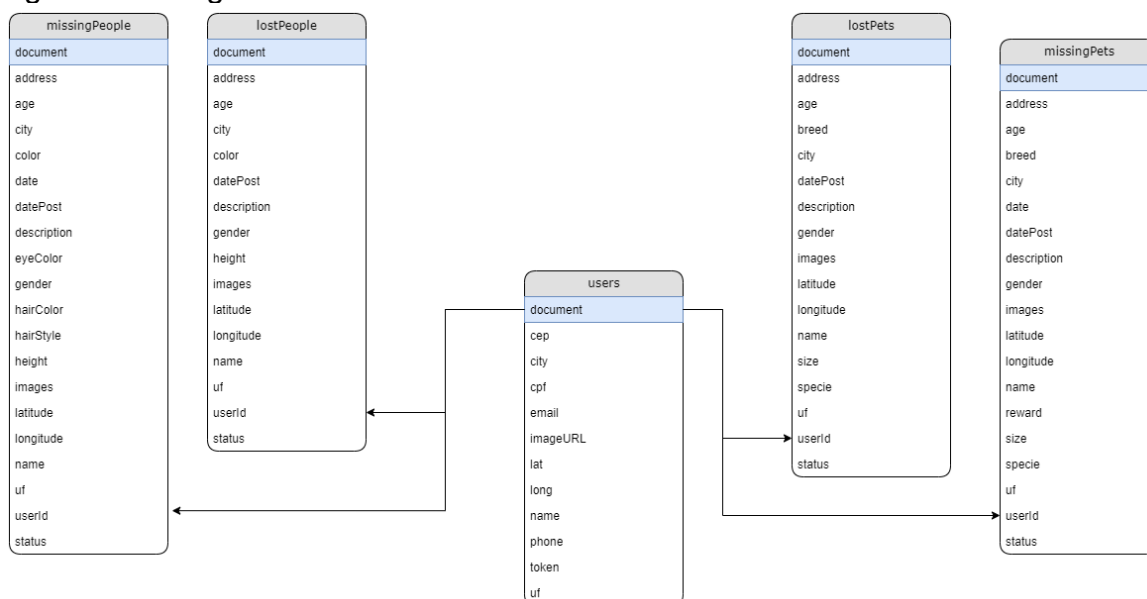 missingPeople
document
address
age
city
color
date
datePost
description
eyeColor
gender
hairColor
hairStyle
height
images
latitude
longitude
name
uf
userId
status
lostPeople
document
address
age
city
color
datePost
description
gender
height
images
latitude
longitude
name
uf
userId
status
users
document
cep
city
cpf
email
imageURL
lat
long
name
phone
token
uf
lostPets
document
address
age
breed
city
datePost
description
gender
images
latitude
longitude
name
size
specie
uf
userId
status
missingPets
document
address
age
breed
city
date
datePost
description
gender
images
latitude
longitude
name
reward
size
specie
uf
userId
status